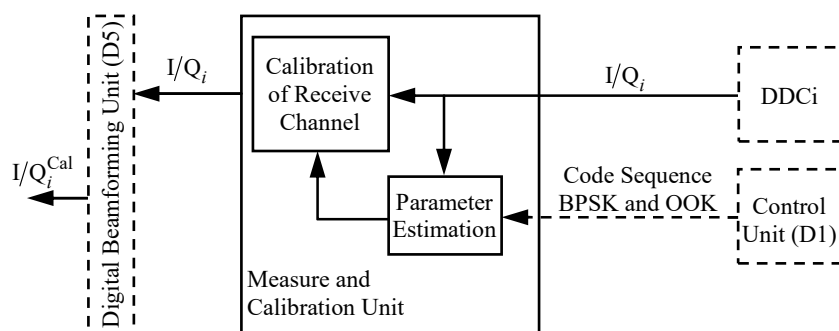 Digital Beamforming Unit (D5)
I/Q_i
Calibration
of Receive
Channel
I/Q_i
DDCi
I/Q_i^Cal
Parameter
Estimation
Code Sequence
BPSK and OOK
Control
Unit (D1)
Measure and
Calibration Unit